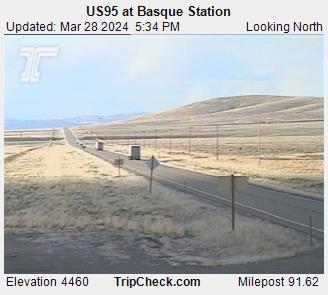 US95 at Basque Station
Updated: Mar 28 2024 5:34 PM Looking North
Elevation 4460 TripCheck.com Milepost 91.62